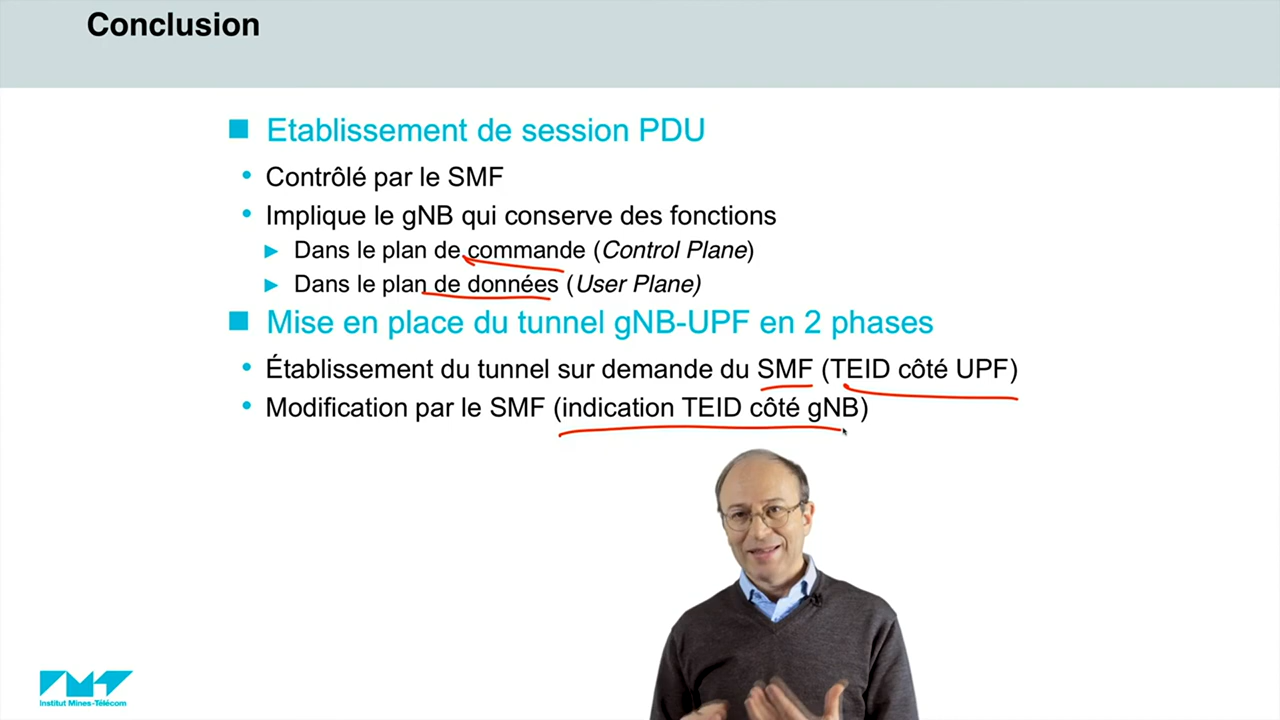 Conclusion
Etablissement de session PDU
Contrôlé par le SMF
Implique le gNB qui conserve des fonctions
Dans le plan de commande (Control Plane)
Dans le plan de données (User Plane)
Mise en place du tunnel gNB-UPF en 2 phases
Établissement du tunnel sur demande du SMF (TEID côté UPF)
Modification par le SMF (indication TEID côté gNB)
IMT
Institut Mines-Télécom